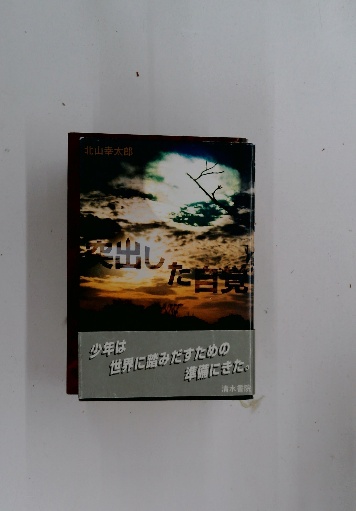 北山幸太郎
突出した自覚
少年は
世界に踏みだすための
準備にきた。
清水書院